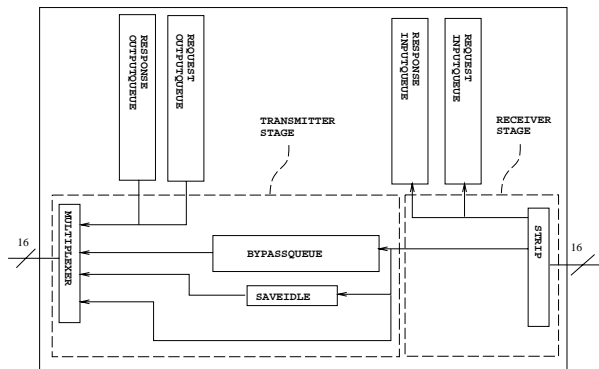 RESPONSE
OUTPUTQUEUE
REQUEST
OUTPUTQUEUE
RESPONSE
INPUTQUEUE
REQUEST
INPUTQUEUE
TRANSMITTER
STAGE
RECEIVER
STAGE
MULTIPLEXER
STRIP
16
16
BYPASSQUEUE
SAVEIDLE